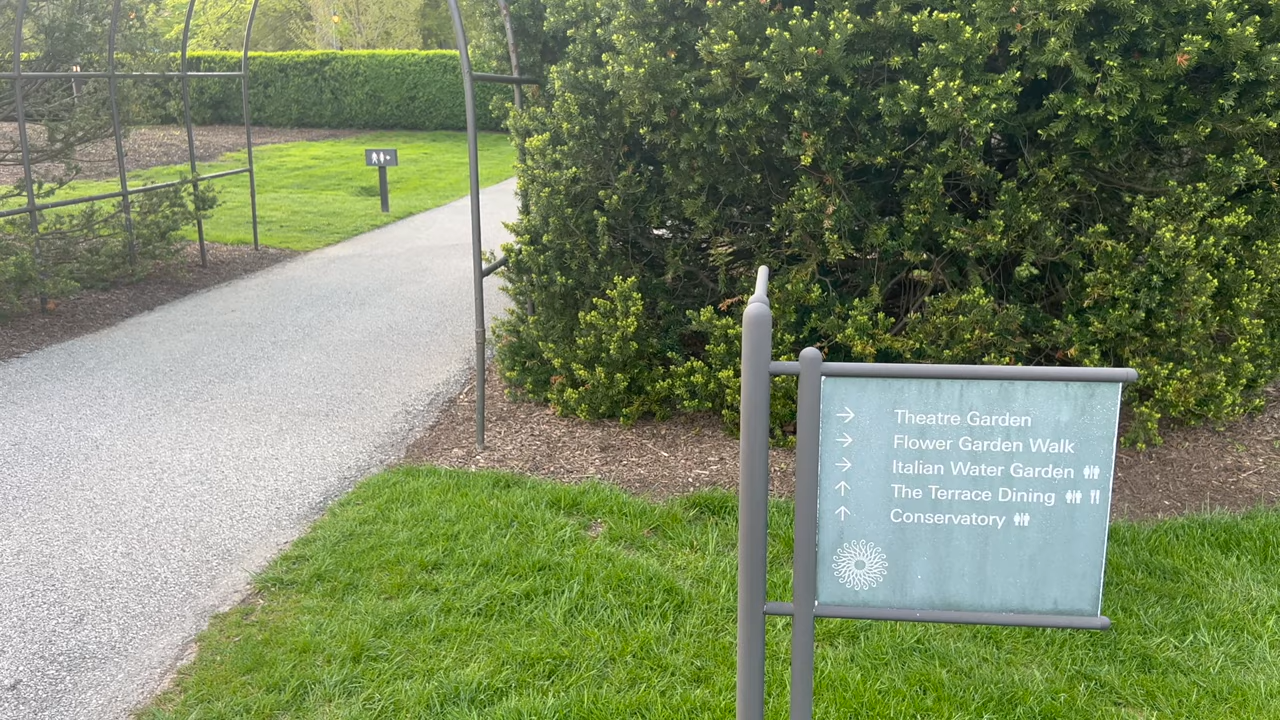 → Theatre Garden
→ Flower Garden Walk
→ Italian Water Garden
↑ The Terrace Dining
↑ Conservatory